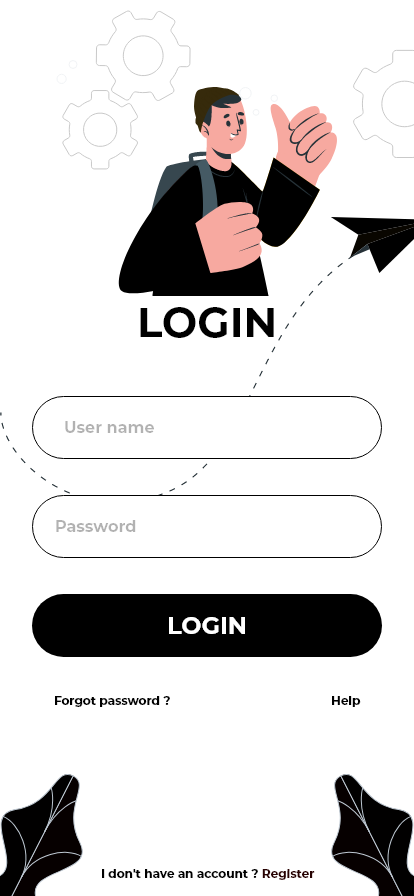 LOGIN
User name
Password
LOGIN
Forgot password ?
Help
I don't have an account ? Register